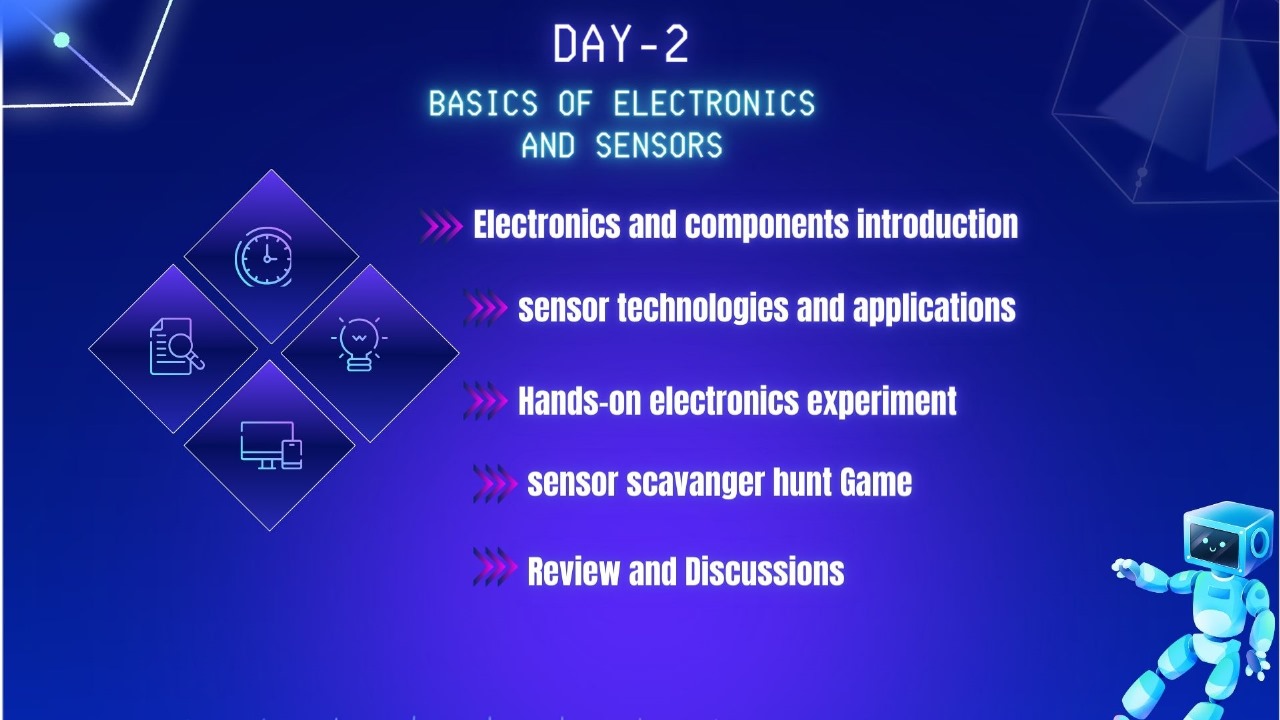 DAY-2
BASICS OF ELECTRONICS
AND SENSORS
Electronics and components introduction
sensor technologies and applications
Hands-on electronics experiment
sensor scavanger hunt Game
Review and Discussions